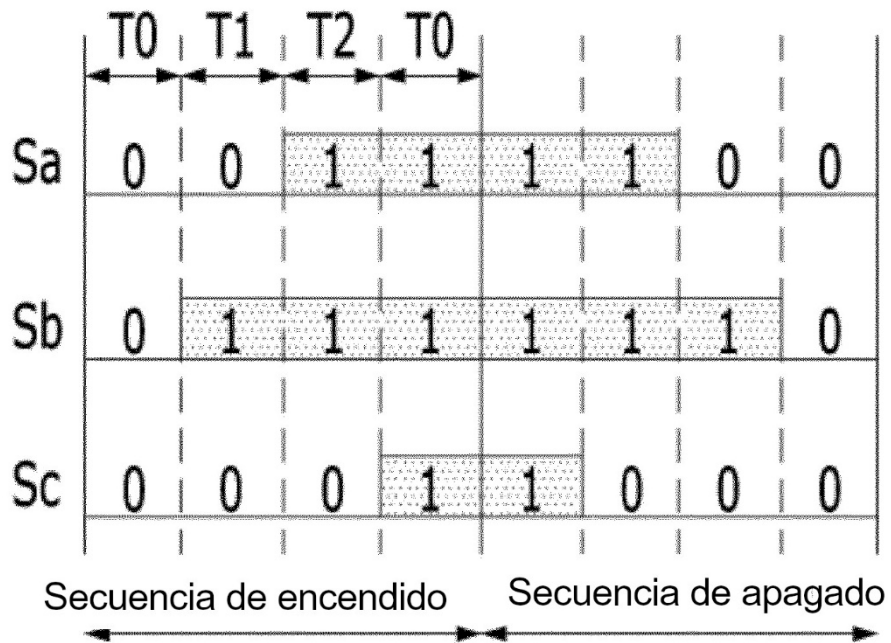 T0 T1 T2 T0
Sa 0 0 1 1 1 1 0 0
Sb 0 1 1 1 1 1 1 0
Sc 0 0 0 1 1 0 0 0
Secuencia de encendido Secuencia de apagado